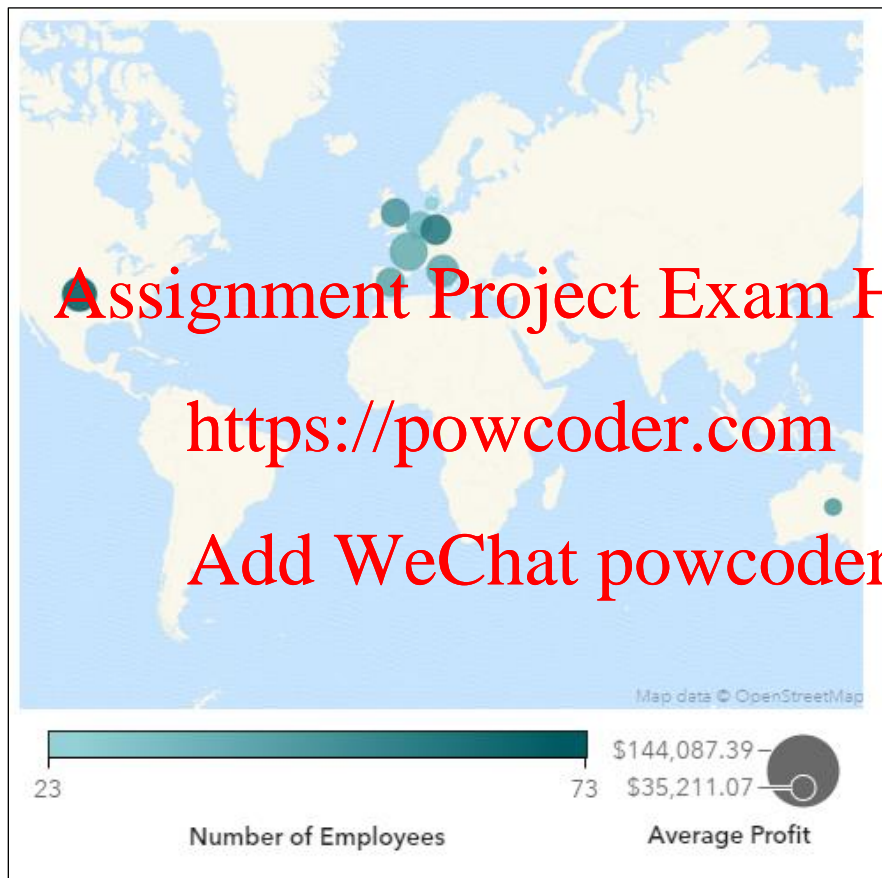 Assignment Project Exam H
https://powcoder.com
Add WeChat powcoder
Map data © OpenStreetMap
23
73
Number of Employees
$144,087.39
$35,211.07
Average Profit